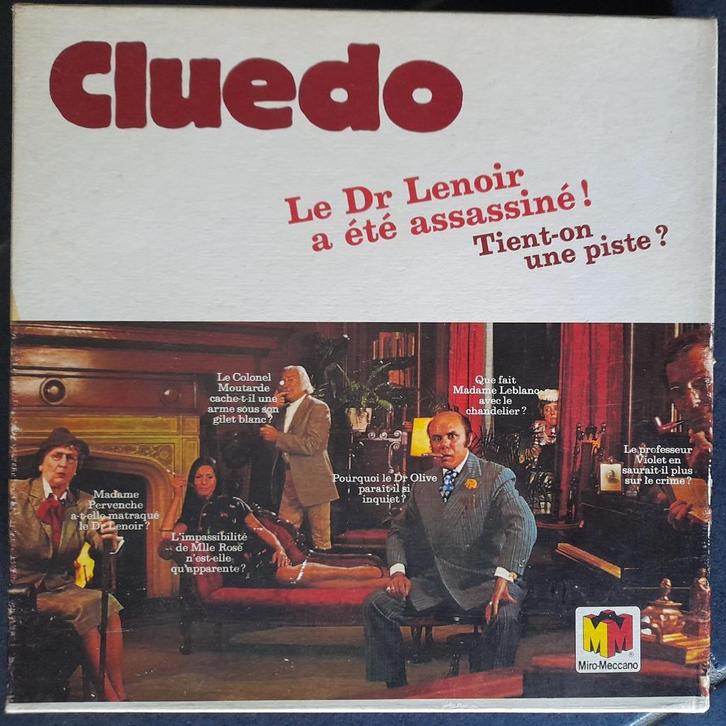 Cluedo
Le Dr Lenoir
a été assassiné !
Tient-on
une piste ?
Le Colonel
Moutarde
cache-t-il une
arme sous son
gilet blanc ?
Que fait
Madame Leblanc
avec le
chandelier ?
Le professeur
Violet en
saurait-il plus
sur le crime ?
Pourquoi le Dr Olive
paraît-il si
inquiet ?
Madame
Pervenche
a-t-elle matraqué
le Dr Lenoir ?
L'impassibilité
de Mlle Rose
n'est-elle
qu'apparente ?
MM
®
Miro-Meccano